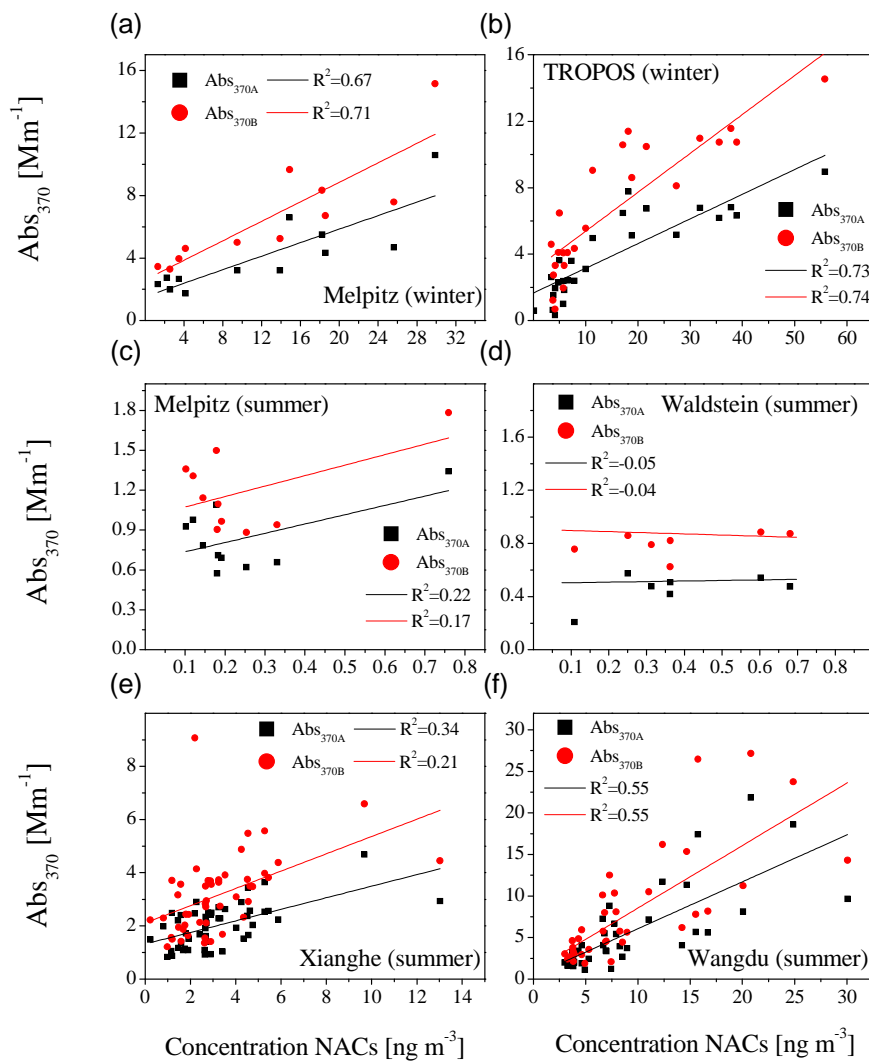 (a)
Abs370A R2=0.67
Abs370B R2=0.71
Melpitz (winter)
16
12
8
4
0
4 8 12 16 20 24 28 32
Abs370 [Mm-1]
(b)
TROPOS (winter)
Abs370A
Abs370B
R2=0.73
R2=0.74
16
12
8
4
0
0 10 20 30 40 50 60
(c)
Melpitz (summer)
Abs370A
Abs370B
R2=0.22
R2=0.17
1.8
1.5
1.2
0.9
0.6
0.3
0.0
0.1 0.2 0.3 0.4 0.5 0.6 0.7 0.8
Abs370 [Mm-1]
(d)
Waldstein (summer)
Abs370A
Abs370B
R2=-0.05
R2=-0.04
1.6
1.2
0.8
0.4
0.0
0.1 0.2 0.3 0.4 0.5 0.6 0.7 0.8
(e)
Abs370A R2=0.34
Abs370B R2=0.21
Xianghe (summer)
10
8
6
4
2
0
0 2 4 6 8 10 12 14
Abs370 [Mm-1]
Concentration NACs [ng m-3]
(f)
Abs370A
Abs370B
R2=0.55
R2=0.55
Wangdu (summer)
30
25
20
15
10
5
0
0 5 10 15 20 25 30
Concentration NACs [ng m-3]